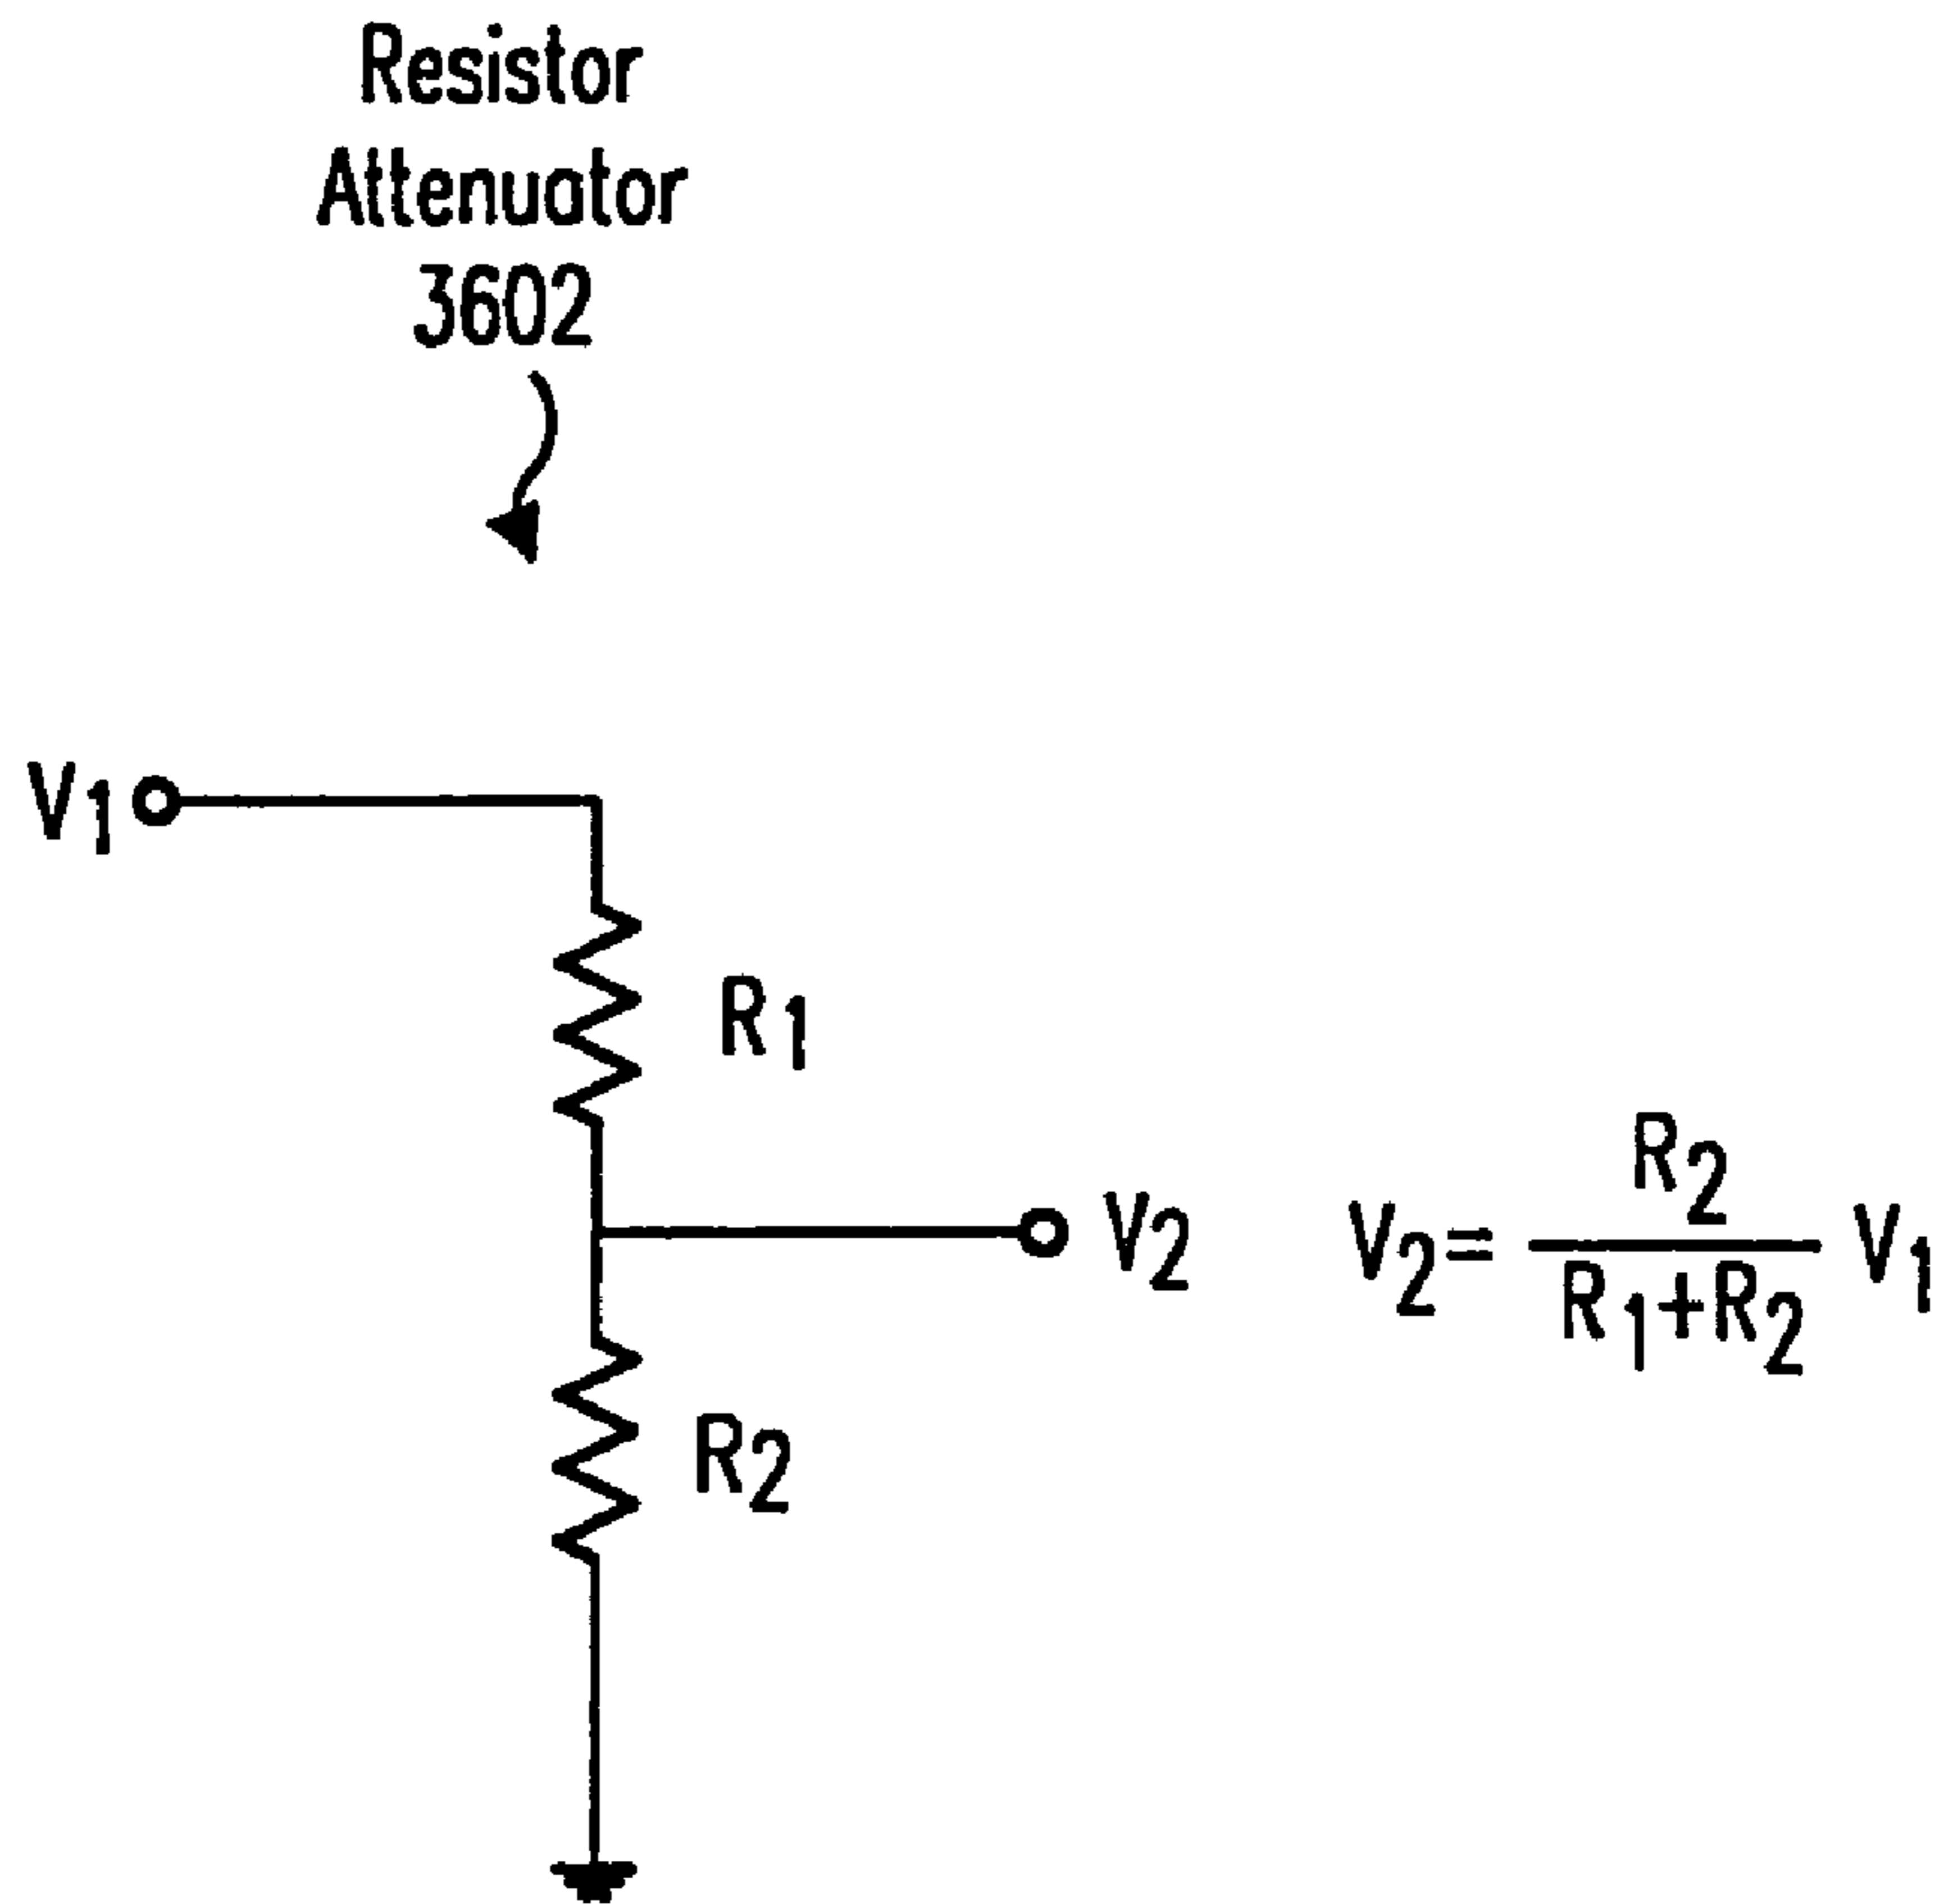 Resistor
Attenuator
3602
V1
R1
V2
V2= R2 / R1+R2 V1
R2